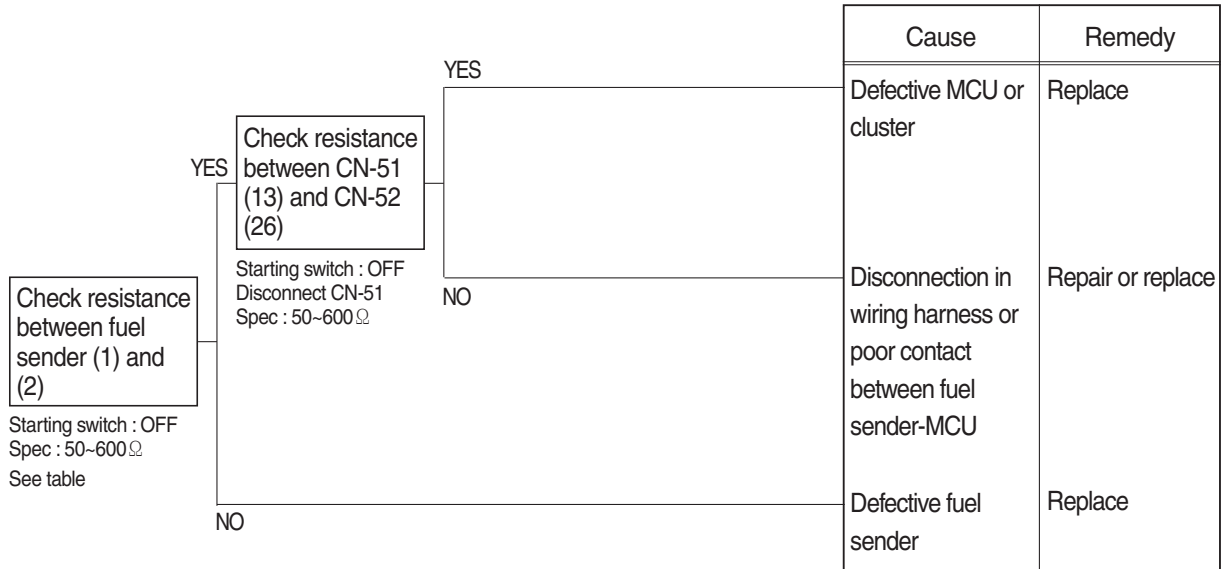 Cause
Remedy
YES
Defective MCU or
cluster
Replace
YES
Check resistance
between CN-51
(13) and CN-52
(26)
Starting switch : OFF
Disconnect CN-51
Spec : 50~600Ω
NO
Disconnection in
wiring harness or
poor contact
between fuel
sender-MCU
Repair or replace
Check resistance
between fuel
sender (1) and
(2)
Starting switch : OFF
Spec : 50~600Ω
See table
NO
Defective fuel
sender
Replace